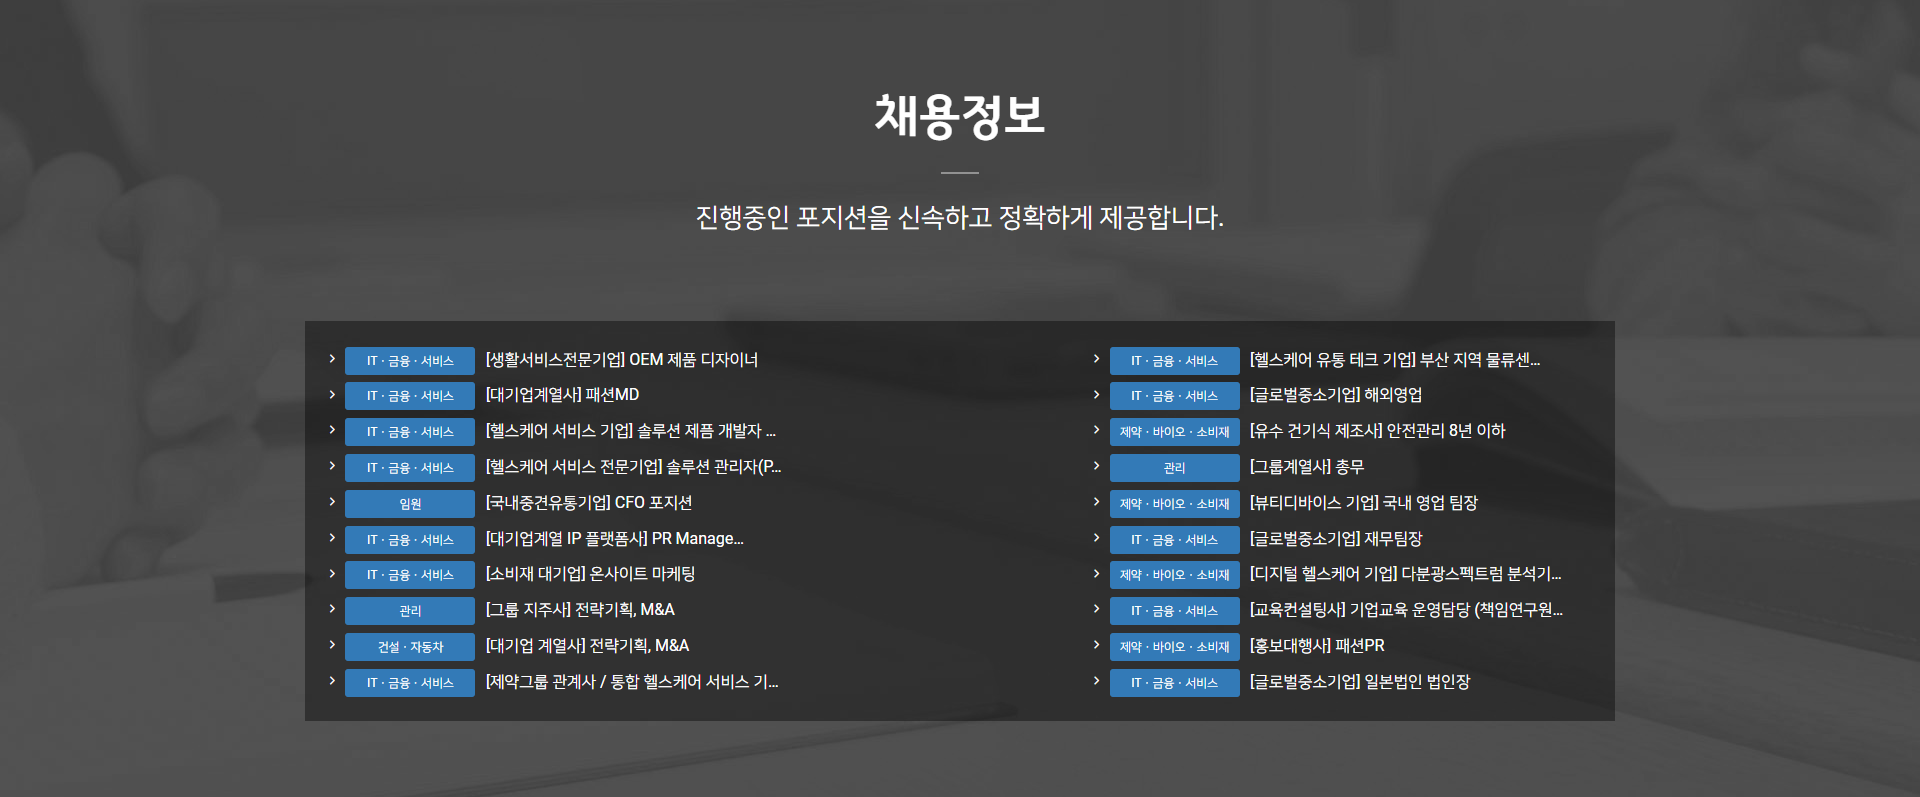 채용정보
진행중인 포지션을 신속하고 정확하게 제공합니다.
IT · 금융 · 서비스 [생활서비스전문기업] OEM 제품 디자이너
IT · 금융 · 서비스 [대기업계열사] 패션MD
IT · 금융 · 서비스 [헬스케어 서비스 기업] 솔루션 제품 개발자 ...
IT · 금융 · 서비스 [헬스케어 서비스 전문기업] 솔루션 관리자(P...
임원 [국내중견유통기업] CFO 포지션
IT · 금융 · 서비스 [대기업계열 IP 플랫폼사] PR Manage...
IT · 금융 · 서비스 [소비재 대기업] 온사이트 마케팅
관리 [그룹 지주사] 전략기획, M&A
건설 · 자동차 [대기업 계열사] 전략기획, M&A
IT · 금융 · 서비스 [제약그룹 관계사 / 통합 헬스케어 서비스 기...
IT · 금융 · 서비스 [헬스케어 유통 테크 기업] 부산 지역 물류센...
IT · 금융 · 서비스 [글로벌중소기업] 해외영업
제약 · 바이오 · 소비재 [유수 건기식 제조사] 안전관리 8년 이하
관리 [그룹계열사] 총무
제약 · 바이오 · 소비재 [뷰티디바이스 기업] 국내 영업 팀장
IT · 금융 · 서비스 [글로벌중소기업] 재무팀장
제약 · 바이오 · 소비재 [디지털 헬스케어 기업] 다분광스펙트럼 분석기...
IT · 금융 · 서비스 [교육컨설팅사] 기업교육 운영담당 (책임연구원...
제약 · 바이오 · 소비재 [홍보대행사] 패션PR
IT · 금융 · 서비스 [글로벌중소기업] 일본법인 법인장